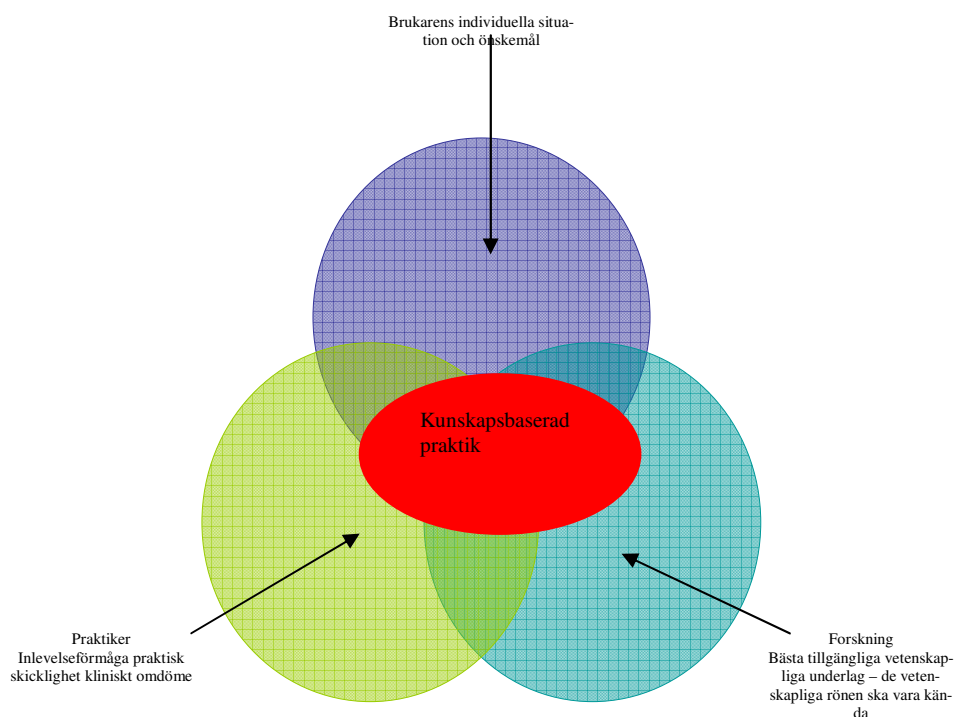 Brukarens individuella situa-
tion och önskemål
Kunskapsbaserad
praktik
Praktiker
Inlevelseförmåga praktisk
skicklighet kliniskt omdöme
Forskning
Bästa tillgängliga vetenskap-
liga underlag – de veten-
skapliga rönen ska vara kän-
da